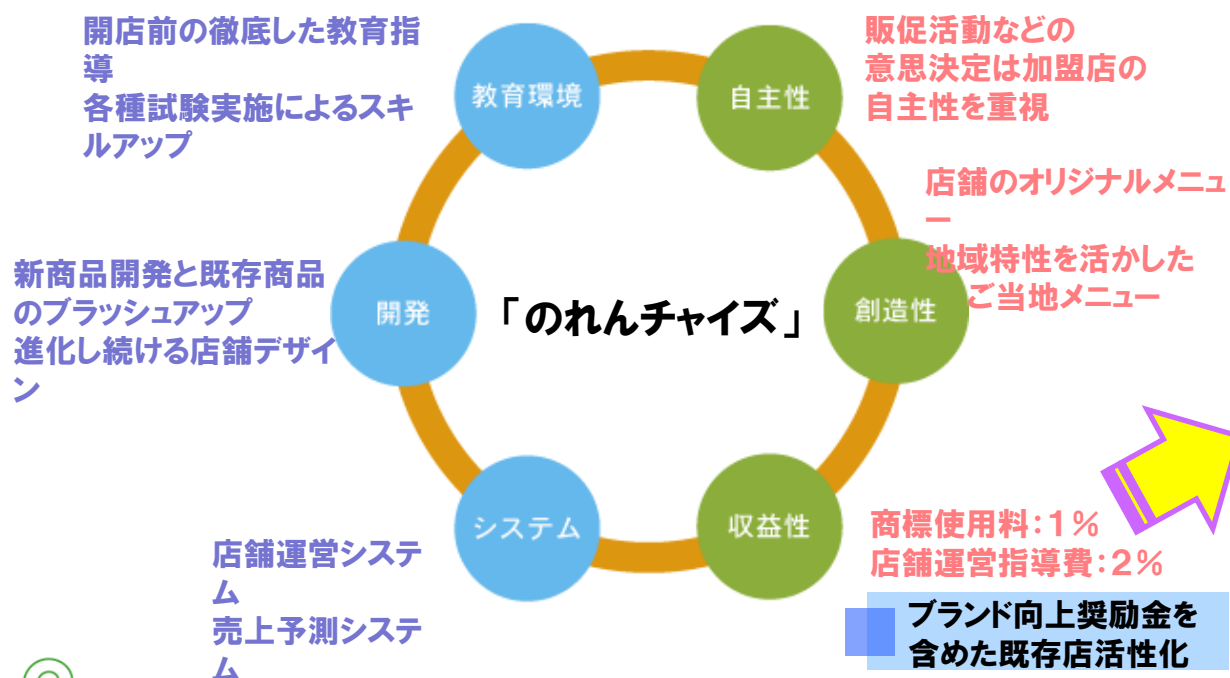 開店前の徹底した教育指
導
各種試験実施によるスキ
ルアップ
教育環境
自主性
販促活動などの
意思決定は加盟店の
自主性を重視
店舗のオリジナルメニュ
ー
地域特性を活かした
ご当地メニュー
創造性
新商品開発と既存商品
のブラッシュアップ
進化し続ける店舗デザイ
ン
開発
「のれんチャイズ」
システム
店舗運営システ
ム
売上予測システ
ム
収益性
商標使用料：１％
店舗運営指導費：２％
ブランド向上奨励金を
含めた既存店活性化